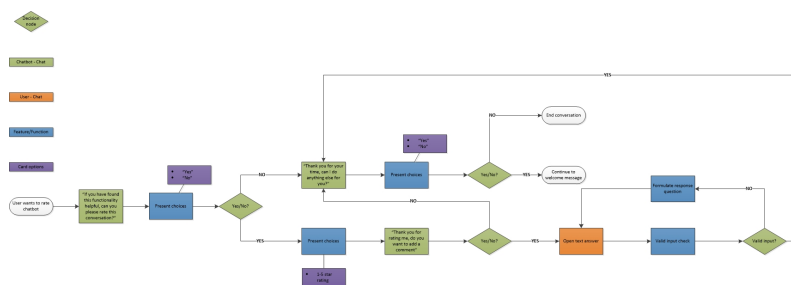 Decision
node
Chatbot - Chat
User - Chat
Feature/Function
Card options
YES
NO
End conversation
"Yes"
"No"
"Thank you for your
time, can I do
anything else for
you?"
Present choices
Yes/No?
YES
Continue to
welcome message
"Yes"
"No"
NO
Formulate response
question
NO
User wants to rate
chatbot
"If you have found
this functionality
helpful, can you
please rate this
conversation?"
Present choices
Yes/No?
NO
YES
Present choices
"Thank you for
rating me, do you
want to add a
comment"
Yes/No?
YES
Open text answer
Valid input check
Valid input?
1-5 star
rating